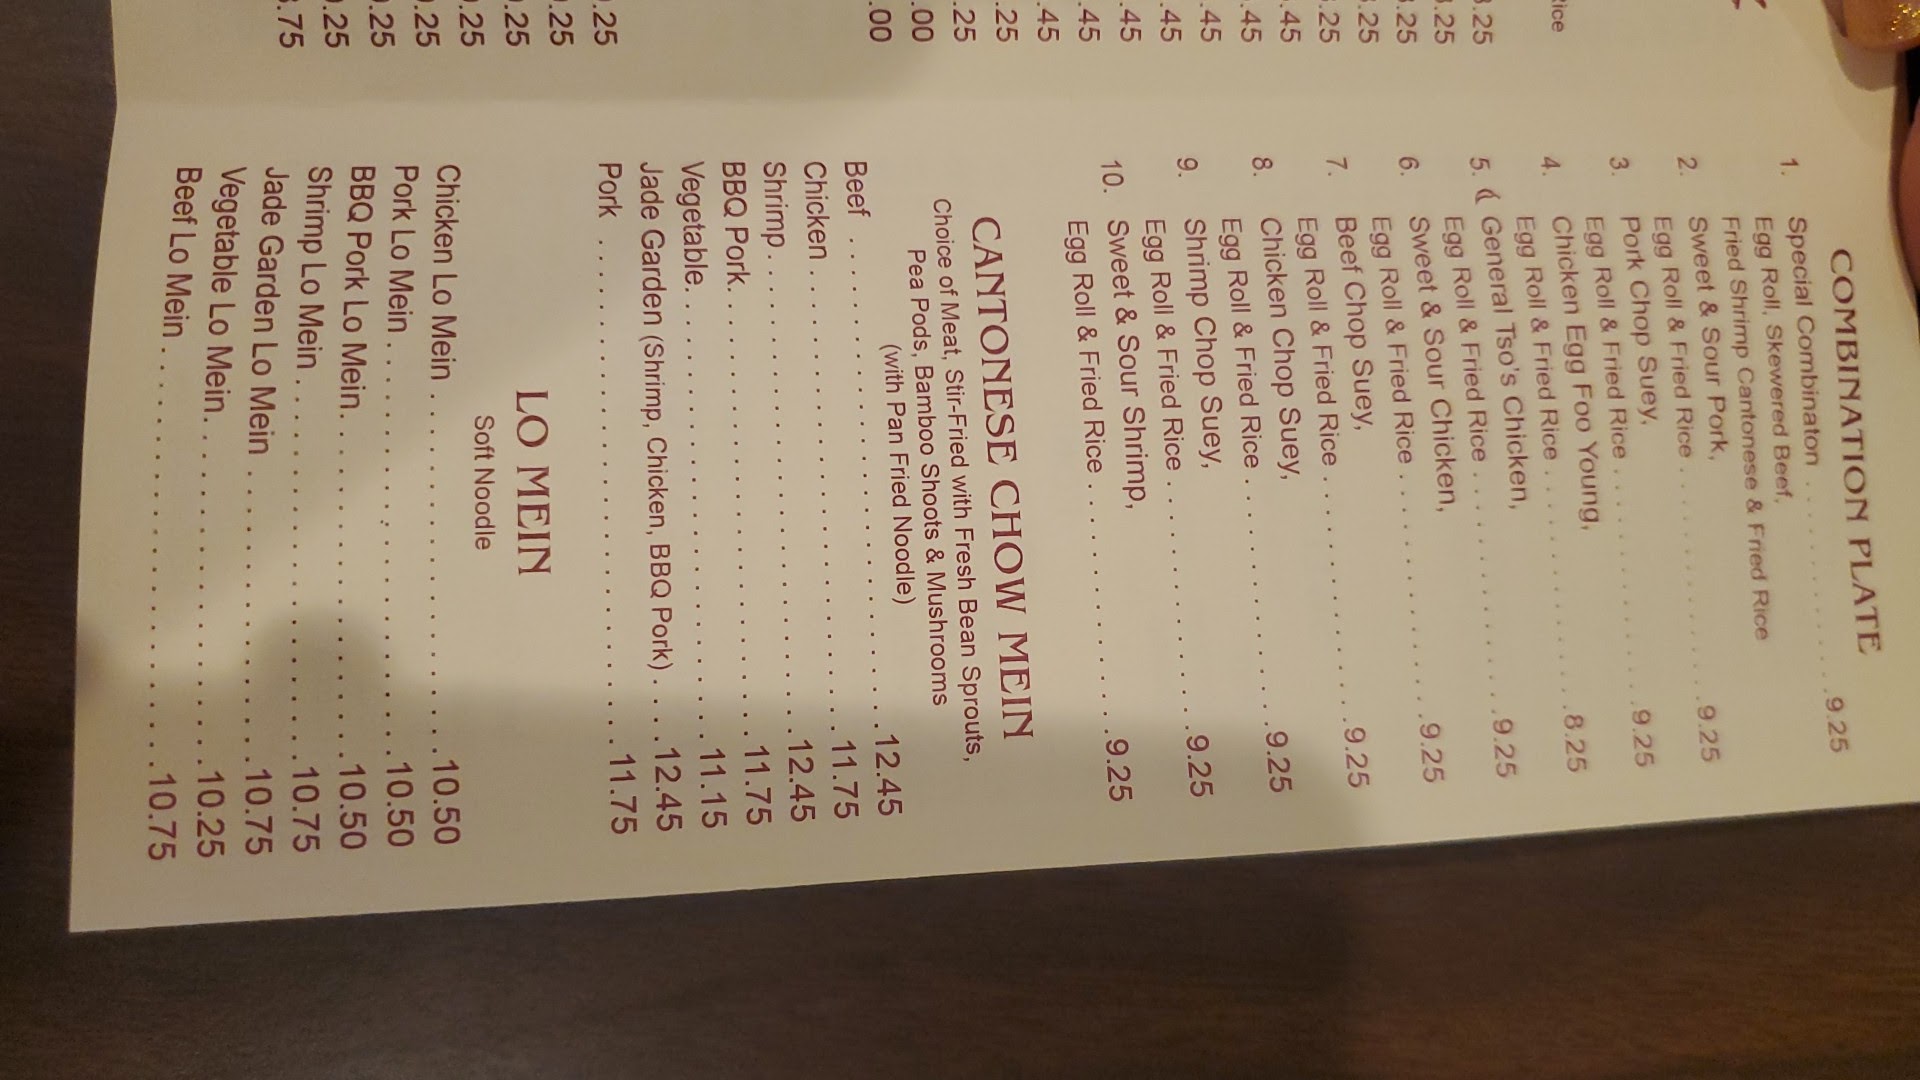 COMBINATION PLATE
1. Special Combinaton . . . . . . . . . . . . 9.25
Egg Roll, Skewered Beef,
Fried Shrimp Cantonese & Fried Rice
2. Sweet & Sour Pork,
Egg Roll & Fried Rice . . . . . . . . . . . . 9.25
3. Pork Chop Suey,
Egg Roll & Fried Rice . . . . . . . . . . . . 9.25
4. Chicken Egg Foo Young,
Egg Roll & Fried Rice . . . . . . . . . . . . 8.25
5. General Tso's Chicken,
Egg Roll & Fried Rice . . . . . . . . . . . . 9.25
6. Sweet & Sour Chicken,
Egg Roll & Fried Rice . . . . . . . . . . . . 9.25
7. Beef Chop Suey,
Egg Roll & Fried Rice . . . . . . . . . . . . 9.25
8. Chicken Chop Suey,
Egg Roll & Fried Rice . . . . . . . . . . . . 9.25
9. Shrimp Chop Suey,
Egg Roll & Fried Rice . . . . . . . . . . . . 9.25
10. Sweet & Sour Shrimp,
Egg Roll & Fried Rice . . . . . . . . . . . . 9.25
CANTONESE CHOW MEIN
Choice of Meat, Stir-Fried with Fresh Bean Sprouts,
Pea Pods, Bamboo Shoots & Mushrooms
(with Pan Fried Noodle)
Beef . . . . . . . . . . . . . . . . . . . . . . . . 12.45
Chicken . . . . . . . . . . . . . . . . . . . . . . 11.75
Shrimp . . . . . . . . . . . . . . . . . . . . . . . 12.45
BBQ Pork . . . . . . . . . . . . . . . . . . . . . 11.75
Vegetable . . . . . . . . . . . . . . . . . . . . . 11.15
Jade Garden (Shrimp, Chicken, BBQ Pork) . . . 12.45
Pork . . . . . . . . . . . . . . . . . . . . . . . . 11.75
LO MEIN
Soft Noodle
Chicken Lo Mein . . . . . . . . . . . . . . . . . 10.50
Pork Lo Mein . . . . . . . . . . . . . . . . . . . 10.50
BBQ Pork Lo Mein . . . . . . . . . . . . . . . . 10.50
Shrimp Lo Mein . . . . . . . . . . . . . . . . . . 10.75
Jade Garden Lo Mein . . . . . . . . . . . . . . 10.75
Vegetable Lo Mein . . . . . . . . . . . . . . . . 10.25
Beef Lo Mein . . . . . . . . . . . . . . . . . . . 10.75